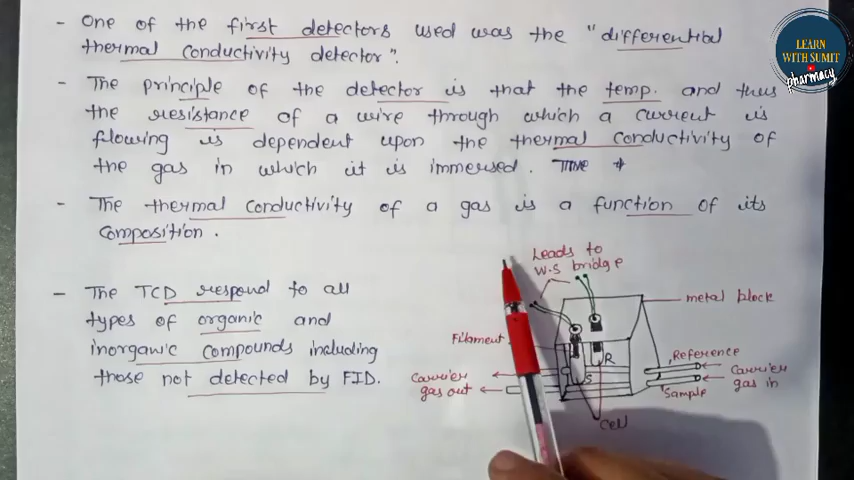 - One of the first detectors used was the "differential
thermal conductivity detector".
- The principle of the detector is that the temp. and thus
the resistance of a wire through which a current is
flowing is dependent upon the thermal conductivity of
the gas in which it is immersed.
- The thermal conductivity of a gas is a function of its
composition.
- The TCD respond to all
types of organic and
inorganic compounds including
those not detected by FID.
Leads to
W.S bridge
metal block
Filament
R
S
Reference
Carrier
gas in
Sample
Carrier
gas out
Cell
LEARN
WITH SUMIT
pharmacy